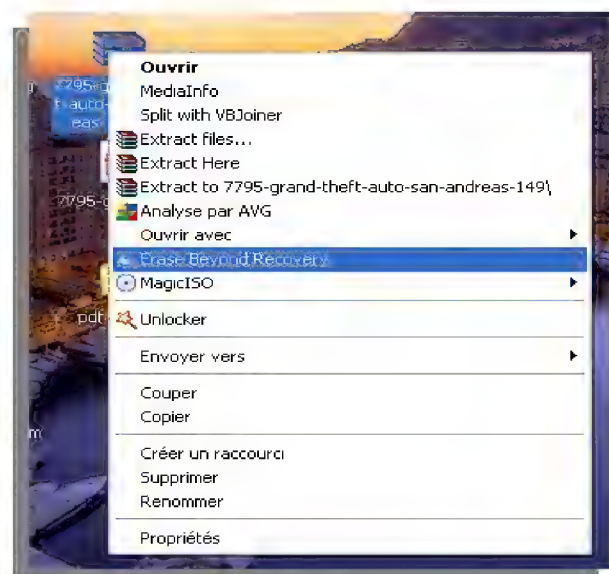 Ouvrir
MediaInfo
Split with VBJoiner
Extract files...
Extract Here
Extract to 7795-grand-theft-auto-san-andreas-149\
Analyse par AVG
Ouvrir avec
Erase Beyond Recovery
MagicISO
pdf
Unlocker
Envoyer vers
Couper
Copier
m
Créer un raccourci
Supprimer
Renommer
Propriétés